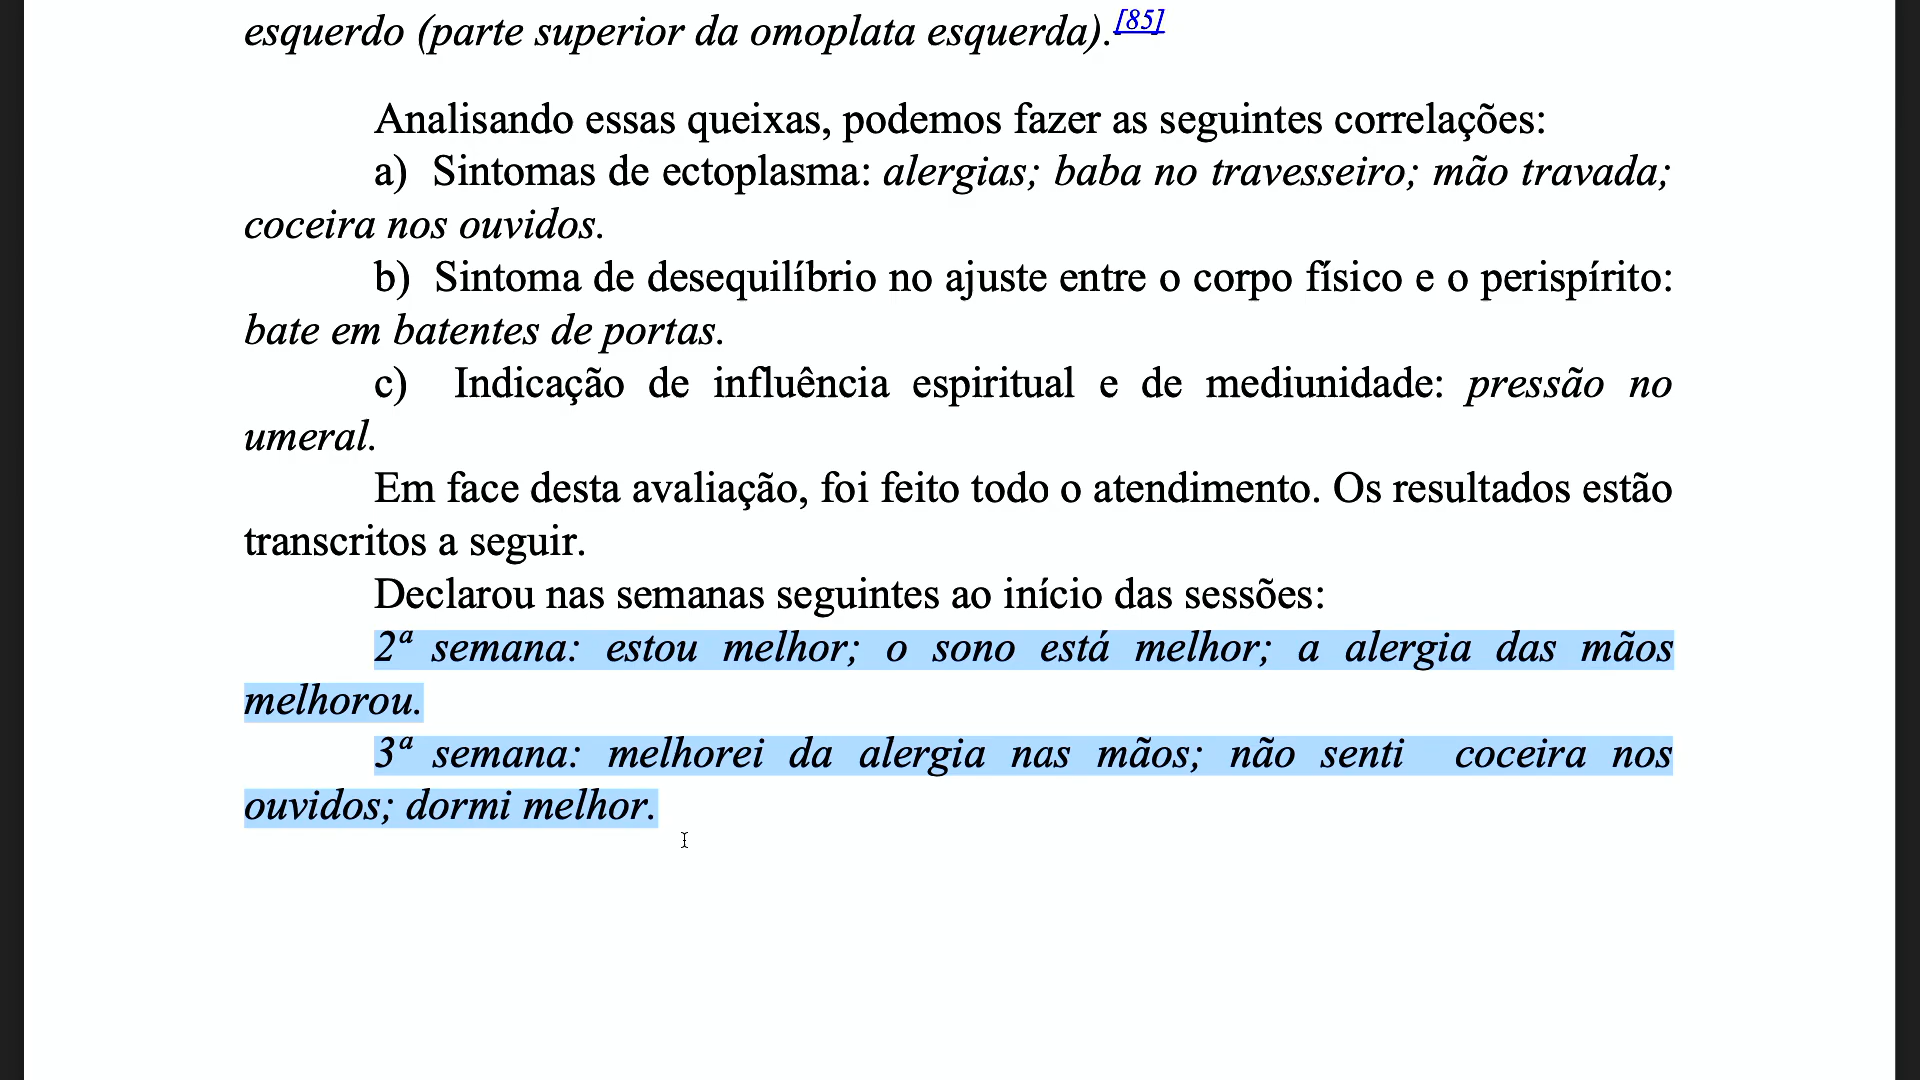 esquerdo (parte superior da omoplata esquerda).[85]
Analisando essas queixas, podemos fazer as seguintes correlações:
a) Sintomas de ectoplasma: alergias; baba no travesseiro; mão travada;
coceira nos ouvidos.
b) Sintoma de desequilíbrio no ajuste entre o corpo físico e o perispírito:
bate em batentes de portas.
c) Indicação de influência espiritual e de mediunidade: pressão no
umeral.
Em face desta avaliação, foi feito todo o atendimento. Os resultados estão
transcritos a seguir.
Declarou nas semanas seguintes ao início das sessões:
2ª semana: estou melhor; o sono está melhor; a alergia das mãos
melhorou.
3ª semana: melhorei da alergia nas mãos; não senti coceira nos
ouvidos; dormi melhor.